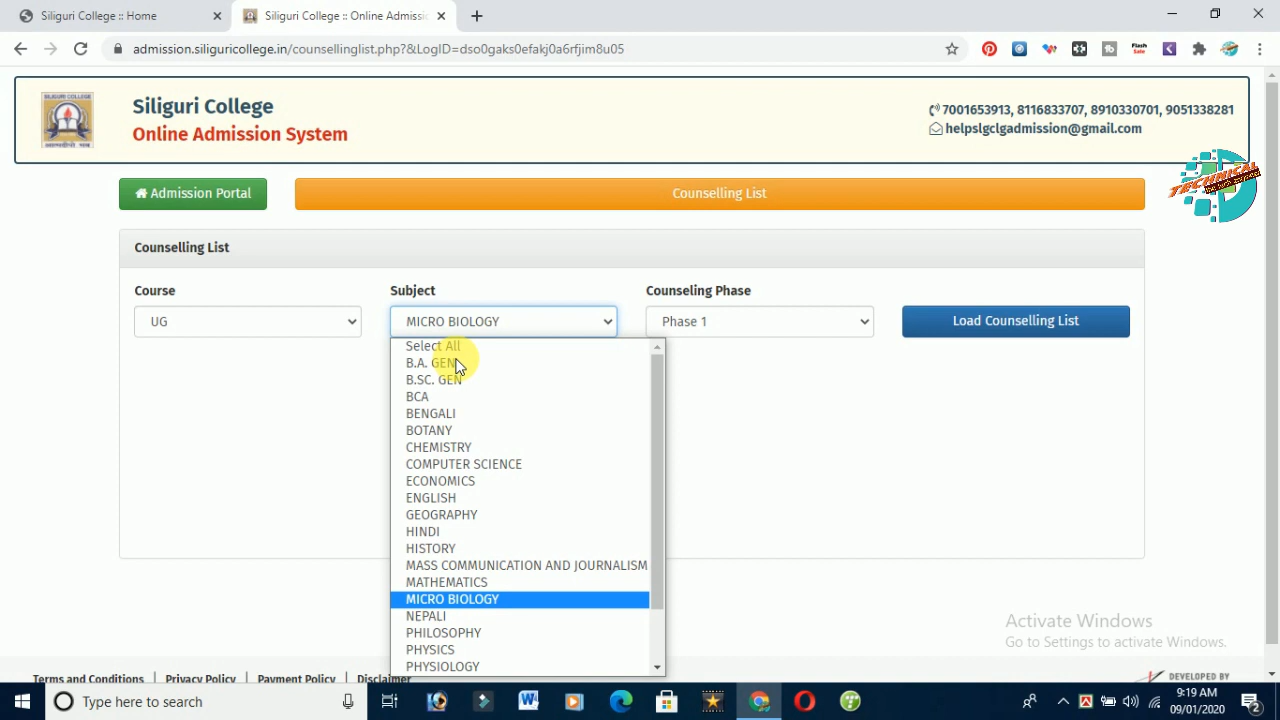 Siliguri College :: Home
Siliguri College :: Online Admissi
admission.siliguricollege.in/counsellinglist.php?&LogID=dso0gaks0efakj0a6rfjim8u05
Siliguri College
Online Admission System
7001653913, 8116833707, 8910330701, 9051338281
helpslgclgadmission@gmail.com
TECHNICAL
Admission Portal
Counselling List
Counselling List
Course
Subject
Counseling Phase
UG
MICRO BIOLOGY
Phase 1
Load Counselling List
Select All
B.A. GEN
B.SC. GEN
BCA
BENGALI
BOTANY
CHEMISTRY
COMPUTER SCIENCE
ECONOMICS
ENGLISH
GEOGRAPHY
HINDI
HISTORY
MASS COMMUNICATION AND JOURNALISM
MATHEMATICS
MICRO BIOLOGY
NEPALI
PHILOSOPHY
PHYSICS
PHYSIOLOGY
Activate Windows
Go to Settings to activate Windows.
Terms and Conditions
Privacy Policy
Payment Policy
Disclaimer
DEVELOPED BY
Type here to search
9:19 AM
09/01/2020
2